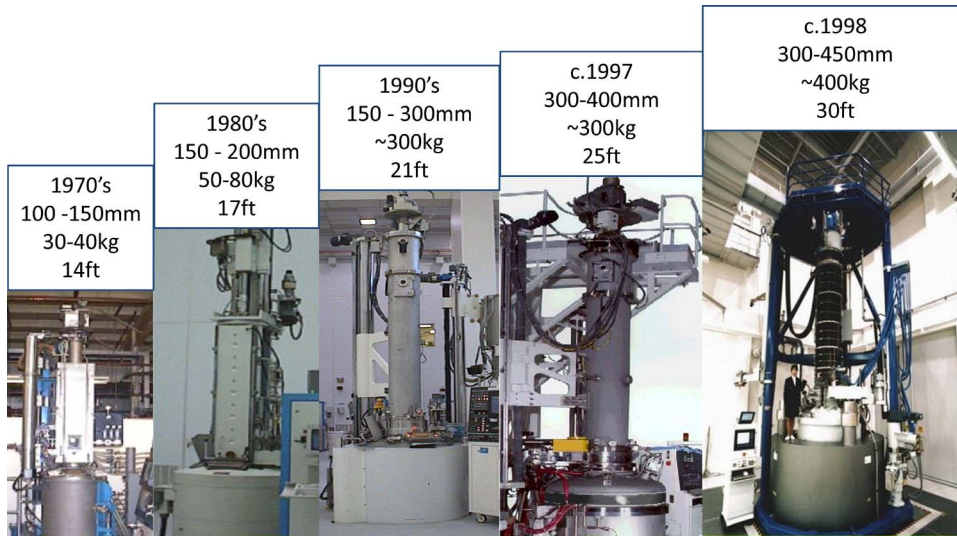 1970's
100 -150mm
30-40kg
14ft
1980's
150 - 200mm
50-80kg
17ft
1990's
150 - 300mm
~300kg
21ft
c.1997
300-400mm
~300kg
25ft
c.1998
300-450mm
~400kg
30ft